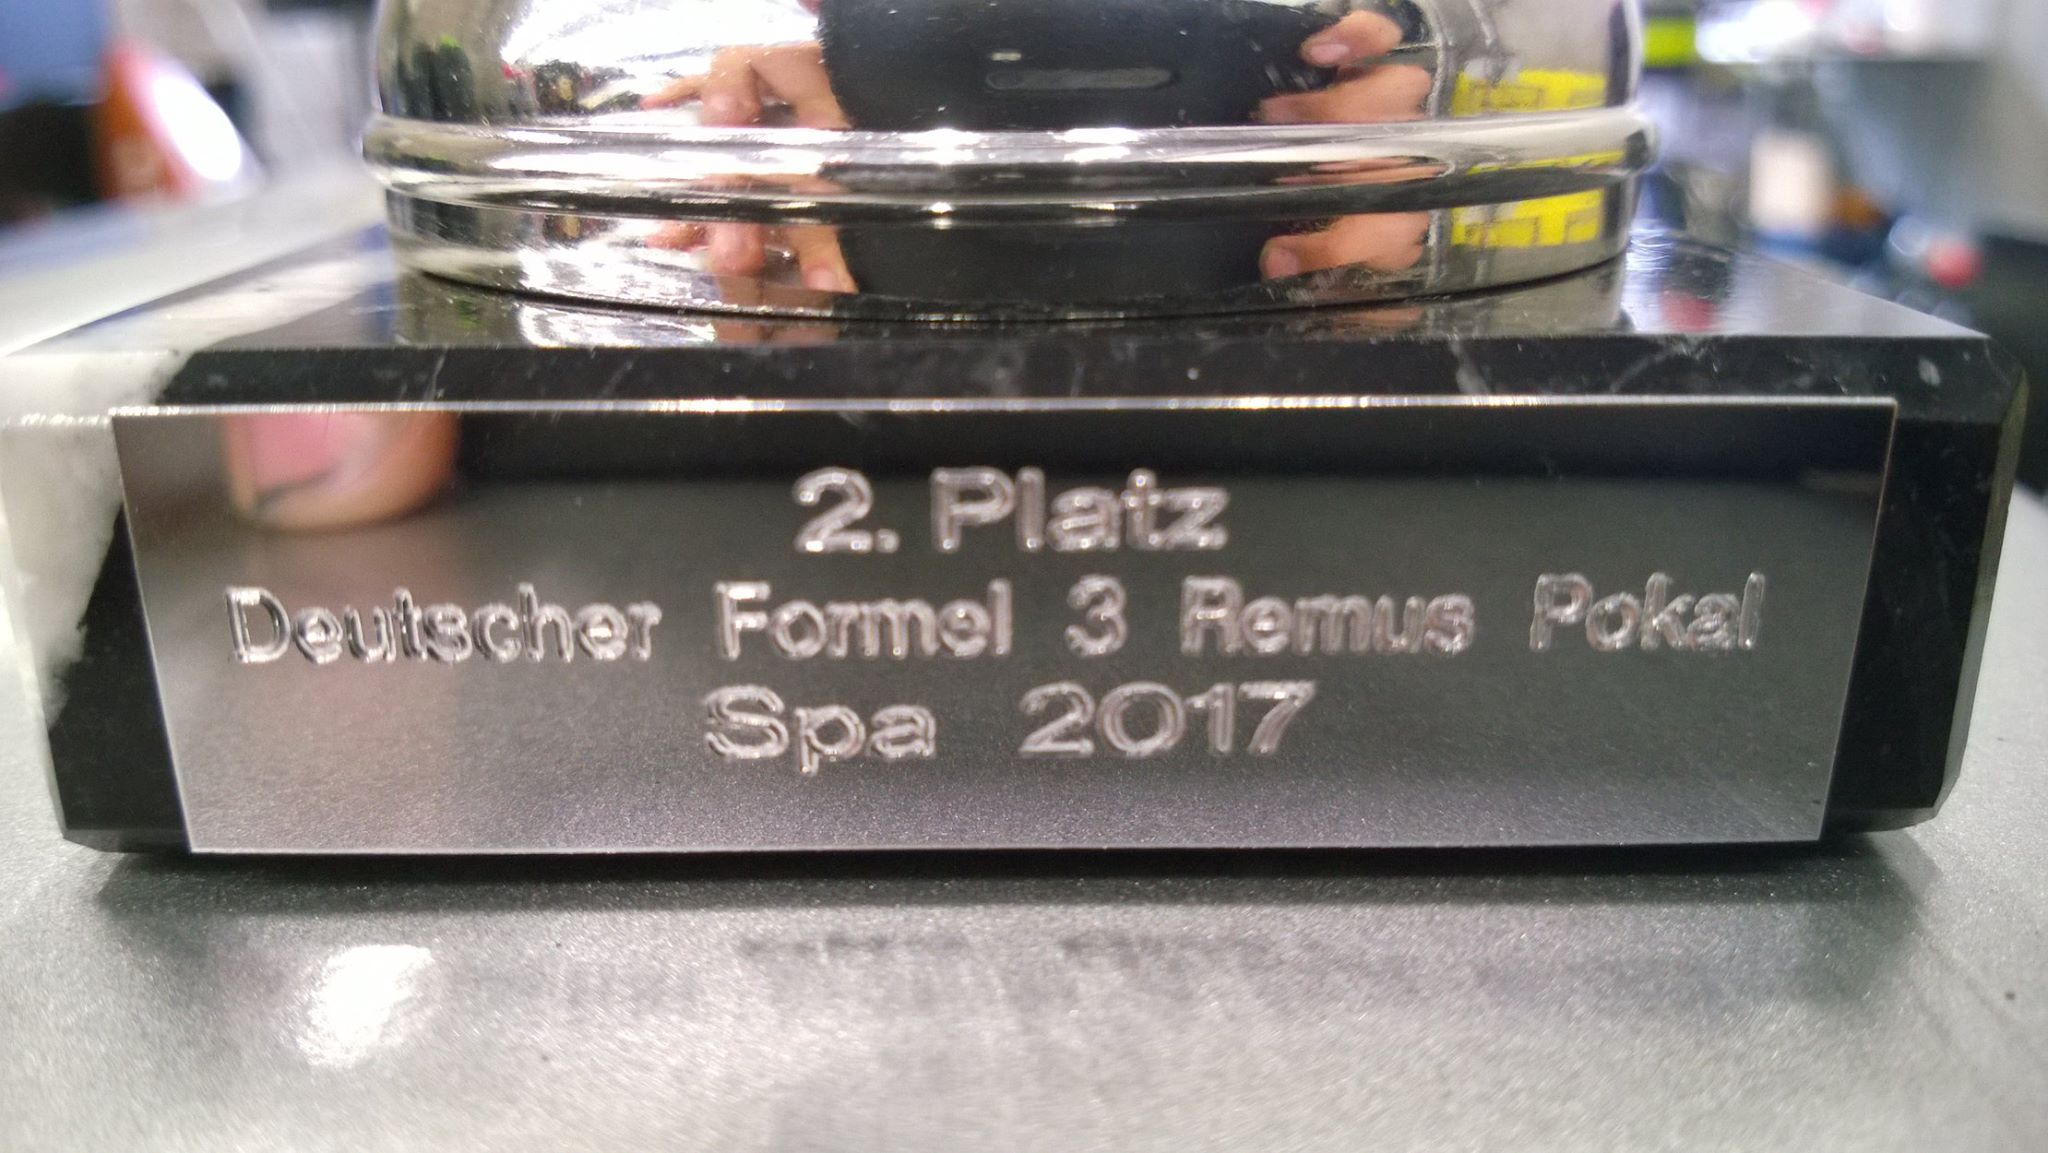 2. Platz
Deutscher Formel 3 Remus Pokal
Spa 2017